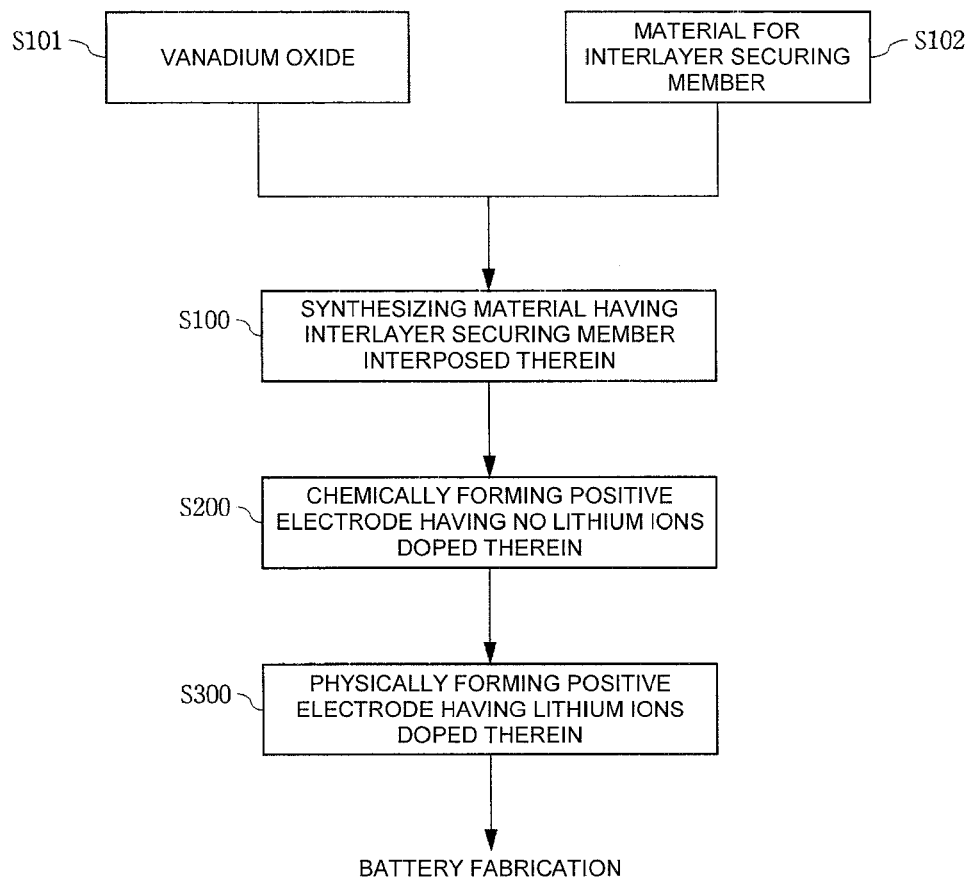 S101
VANADIUM OXIDE
MATERIAL FOR
INTERLAYER SECURING
MEMBER
S102
S100
SYNTHESIZING MATERIAL HAVING
INTERLAYER SECURING MEMBER
INTERPOSED THEREIN
S200
CHEMICALLY FORMING POSITIVE
ELECTRODE HAVING NO LITHIUM IONS
DOPED THEREIN
S300
PHYSICALLY FORMING POSITIVE
ELECTRODE HAVING LITHIUM IONS
DOPED THEREIN
BATTERY FABRICATION